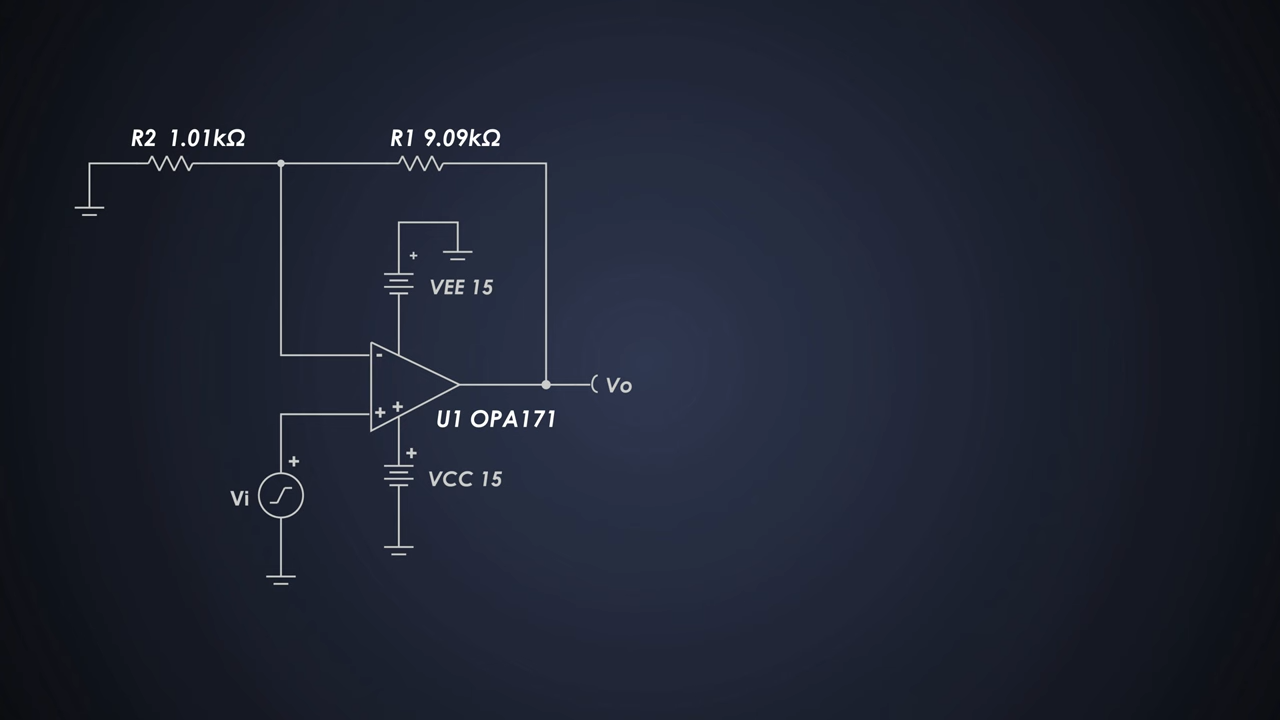 R2 1.01kΩ
R1 9.09kΩ
+
VEE 15
-
+ +
Vo
U1 OPA171
+
VCC 15
+
Vi